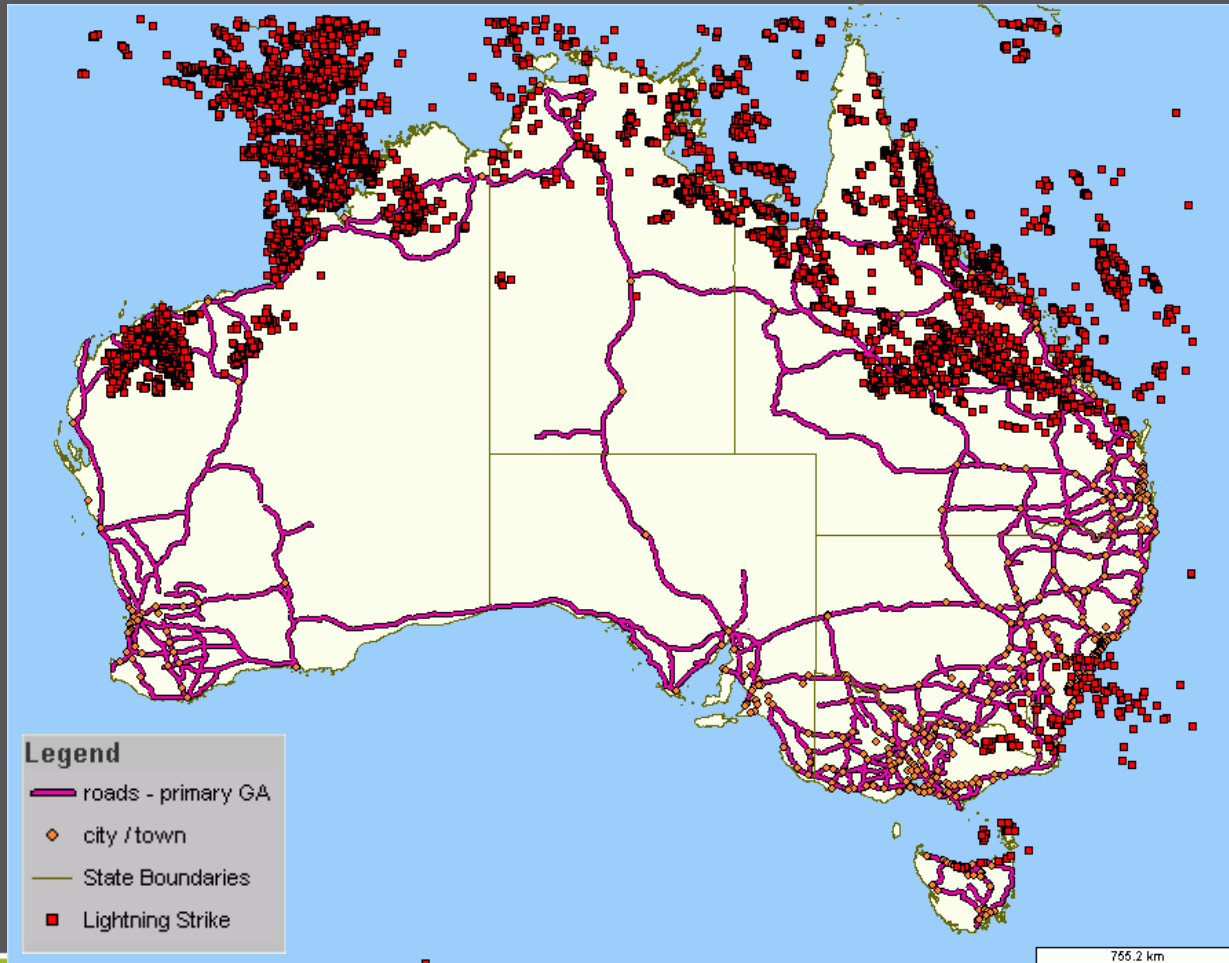 Legend
roads - primary GA
city / town
State Boundaries
Lightning Strike
755.2 km